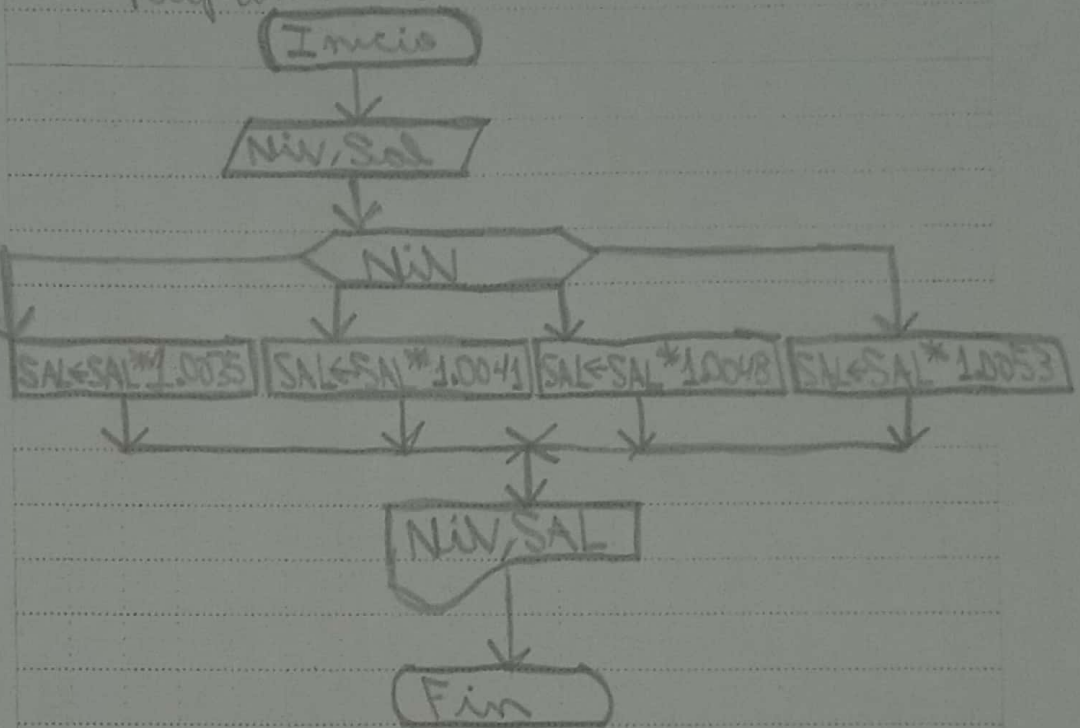 Inicio
NiV, Sal
NiV
SAL←SAL*1.0035 SAL←SAL*1.0041 SAL←SAL*1.0048 SAL←SAL*1.0053
NiV, SAL
Fin